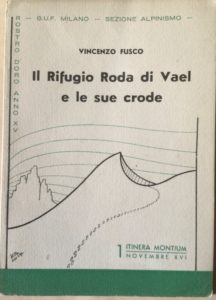 G.U.F. MILANO - SEZIONE ALPINISMO
ROSTRO D'ORO ANNO XV
VINCENZO FUSCO
Il Rifugio Roda di Vael
e le sue crode
1 ITINERA MONTIUM
NOVEMBRE XVI